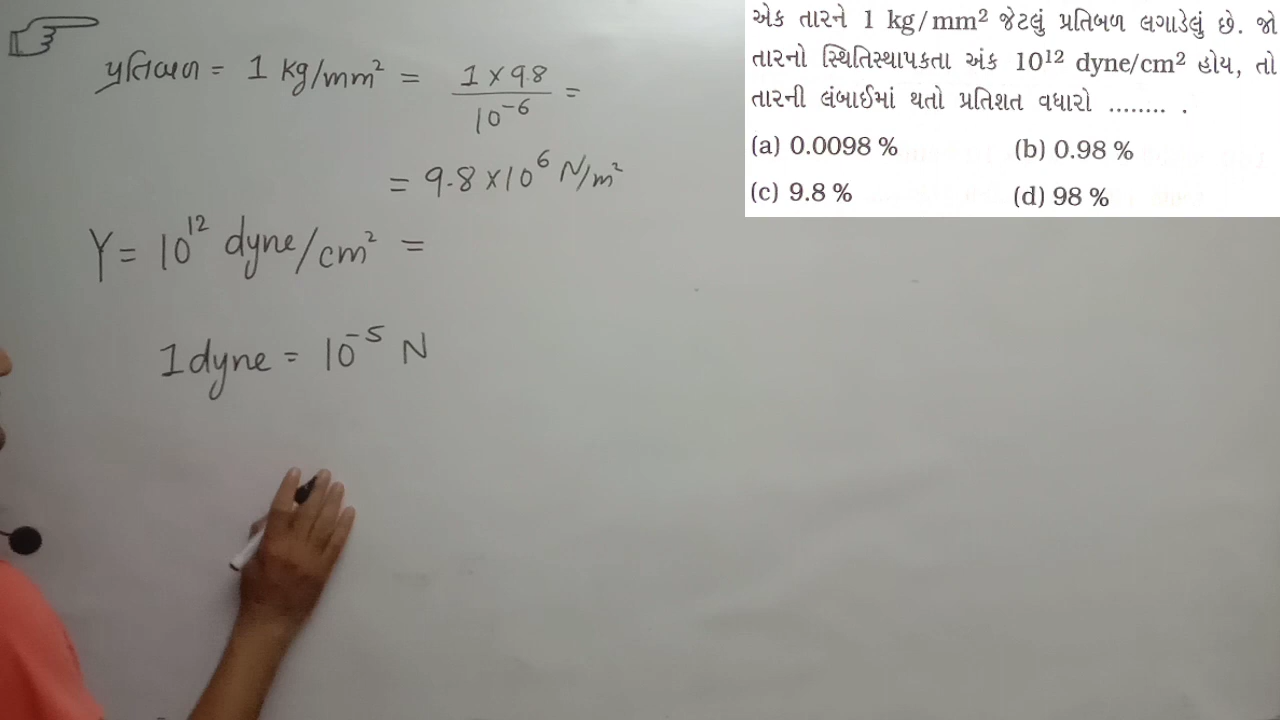 પ્રતિબળ = 1 kg/mm² = 1 × 9.8 / 10⁻⁶ =
= 9.8 × 10⁶ N/m²
Y = 10¹² dyne/cm² =
1 dyne = 10⁻⁵ N
એક તારને 1 kg/mm² જેટલું પ્રતિબળ લગાડેલું છે. જો
તારનો સ્થિતિસ્થાપકતા અંક 10¹² dyne/cm² હોય, તો
તારની લંબાઈમાં થતો પ્રતિશત વધારો ........ .
(a) 0.0098 % (b) 0.98 %
(c) 9.8 % (d) 98 %